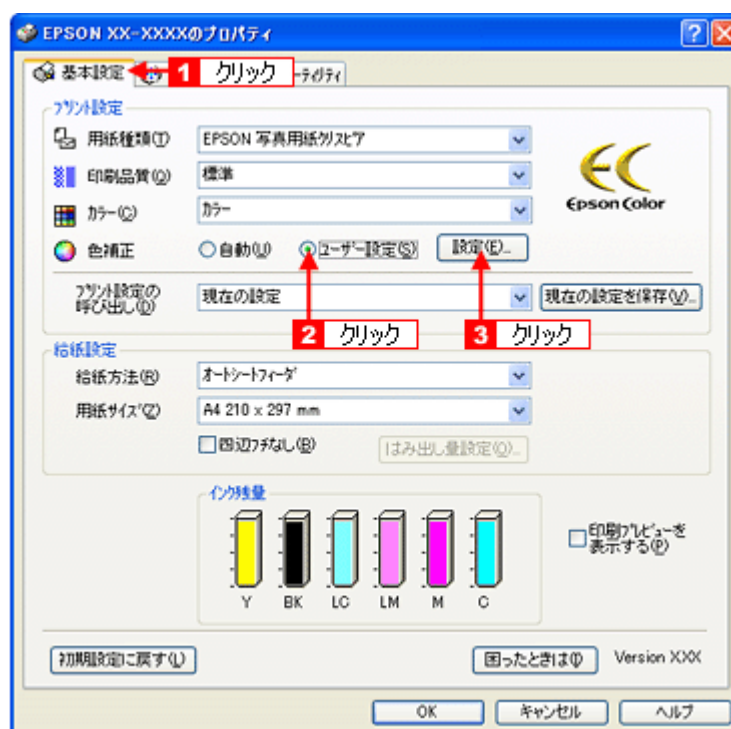 EPSON XX-XXXXのプロパティ
基本設定
1 クリック
ーティリティ
プリント設定
用紙種類(T) EPSON 写真用紙クリスピア
印刷品質(Q) 標準
カラー(C) カラー
Epson Color
色補正 自動(U) ユーザー設定(S) 設定(E)...
プリント設定の
呼び出し(D) 現在の設定 現在の設定を保存(V)...
2 クリック 3 クリック
給紙設定
給紙方法(R) オートシートフィーダ
用紙サイズ(Z) A4 210 x 297 mm
四辺フチなし(B) はみ出し量設定(O)...
インク残量
印刷プレビューを
表示する(P)
Y BK LC LM M C
初期設定に戻す(L) 困ったときは(I) Version XXX
OK キャンセル ヘルプ